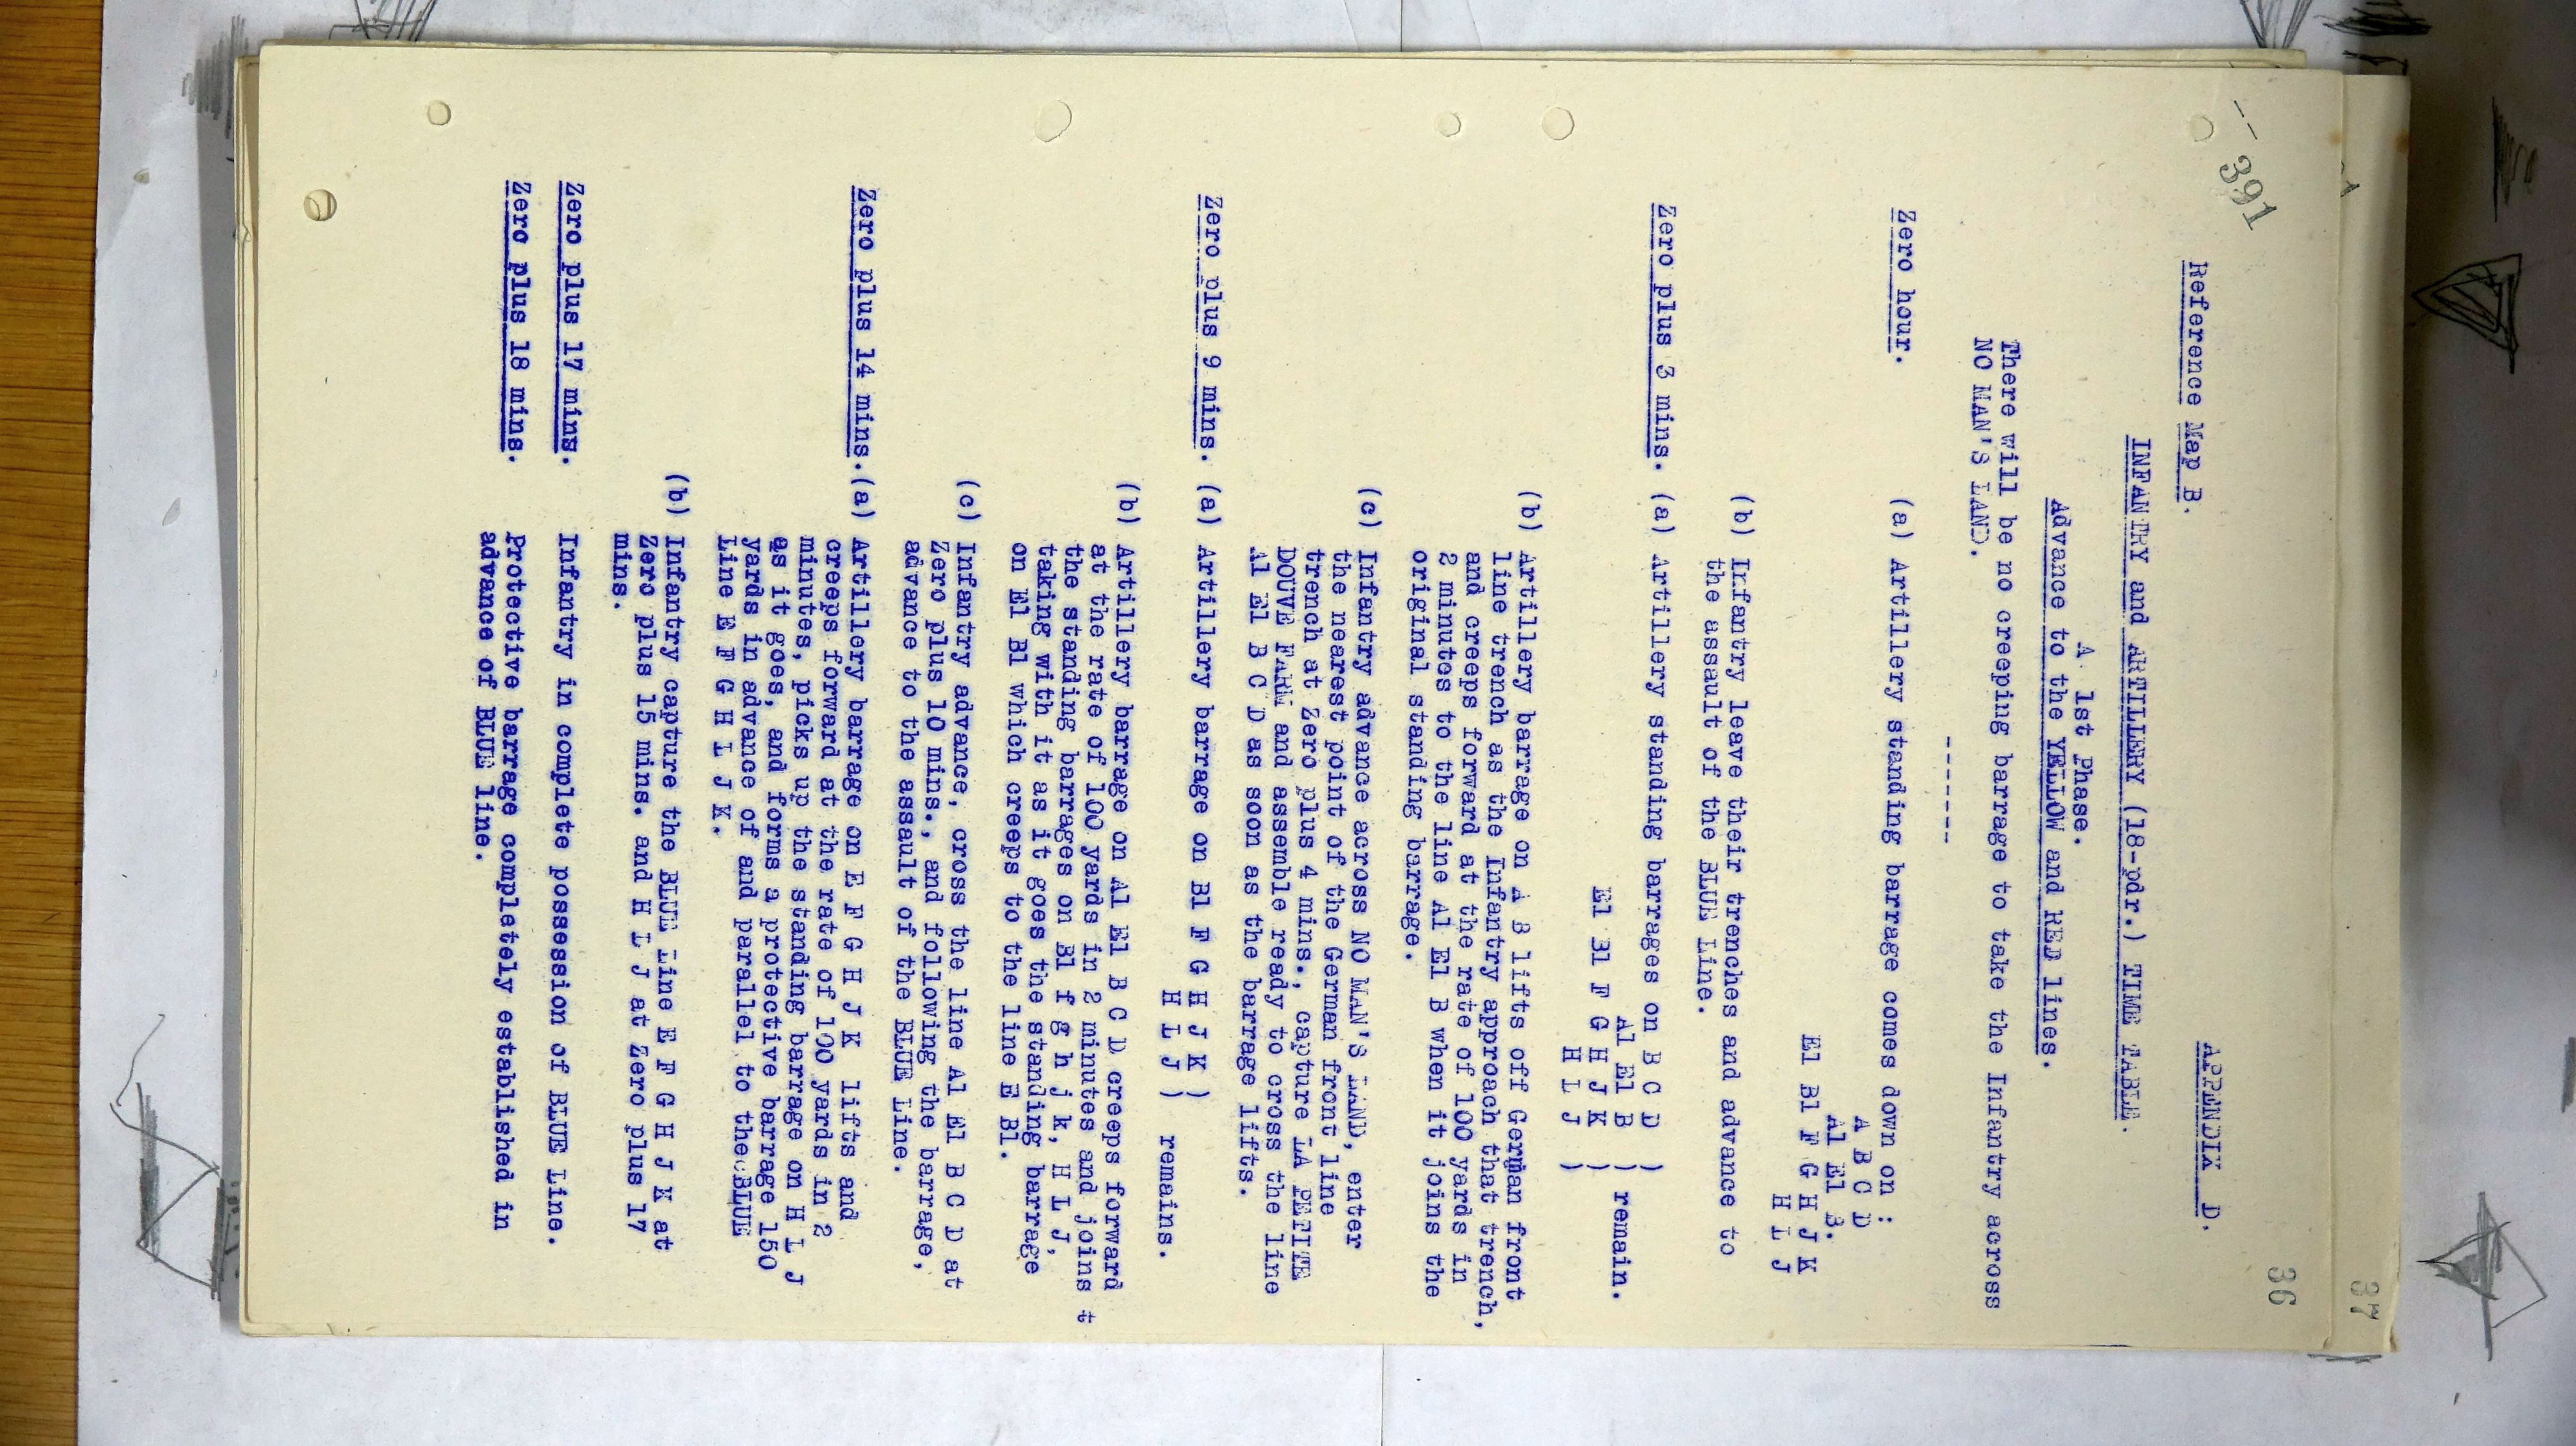 37
36
-- 391
Reference Map B.
APPENDIX D.
INFANTRY and ARTILLERY (18-pdr.) TIME TABLE.
A 1st Phase.
Advance to the YELLOW and RED lines.
There will be no creeping barrage to take the Infantry across
NO MAN'S LAND.
-------
Zero hour. (a) Artillery standing barrage comes down on :
A B C D
A1 E1 B.
E1 B1 F G H J K
H L J
(b) Infantry leave their trenches and advance to
the assault of the BLUE Line.
Zero plus 3 mins. (a) Artillery standing barrages on B C D )
A1 E1 B ) remain.
E1 B1 F G H J K )
H L J )
(b) Artillery barrage on A B lifts off German front
line trench as the Infantry approach that trench,
and creeps forward at the rate of 100 yards in
2 minutes to the line A1 E1 B when it joins the
original standing barrage.
(c) Infantry advance across NO MAN'S LAND, enter
the nearest point of the German front line
trench at Zero plus 4 mins., capture LA PETITE
DOUVE FARM and assemble ready to cross the line
A1 E1 B C D as soon as the barrage lifts.
Zero plus 9 mins. (a) Artillery barrage on B1 F G H J K )
H L J ) remains.
(b) Artillery barrage on A1 E1 B C D creeps forward
at the rate of 100 yards in 2 minutes and joins t
the standing barrages on B1 f g h j k, H L J,
taking with it as it goes the standing barrage
on E1 B1 which creeps to the line E B1.
(c) Infantry advance, cross the line A1 E1 B C D at
Zero plus 10 mins., and following the barrage,
advance to the assault of the BLUE Line.
Zero plus 14 mins.(a) Artillery barrage on E F G H J K lifts and
creeps forward at the rate of 100 yards in 2
minutes, picks up the standing barrage on H L J
as it goes, and forms a protective barrage 150
yards in advance of and parallel to the BLUE
Line E F G H L J K.
(b) Infantry capture the BLUE Line E F G H J K at
Zero plus 15 mins. and H L J at Zero plus 17
mins.
Zero plus 17 mins. Infantry in complete possession of BLUE Line.
Zero plus 18 mins. Protective barrage completely established in
advance of BLUE line.